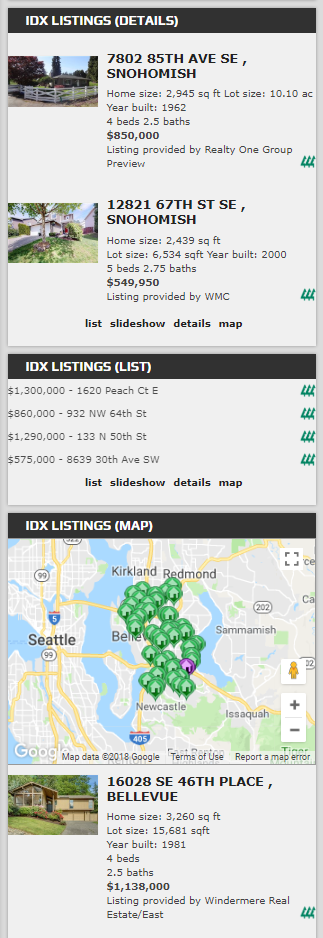 IDX LISTINGS (DETAILS)
7802 85TH AVE SE ,
SNOHOMISH
Home size: 2,945 sq ft Lot size: 10.10 ac
Year built: 1962
4 beds 2.5 baths
$850,000
Listing provided by Realty One Group
Preview
12821 67TH ST SE ,
SNOHOMISH
Home size: 2,439 sq ft
Lot size: 6,534 sqft Year built: 2000
5 beds 2.75 baths
$549,950
Listing provided by WMC
list slideshow details map
IDX LISTINGS (LIST)
$1,300,000 - 1620 Peach Ct E
$860,000 - 932 NW 64th St
$1,290,000 - 133 N 50th St
$575,000 - 8639 30th Ave SW
list slideshow details map
IDX LISTINGS (MAP)
522
Kirkland Redmond
99
202
Ca
5
Seattle
Bellev
Sammamish
99
Newcastle
Issaquah
405
Google
Map data ©2018 Google Terms of Use Report a map error
16028 SE 46TH PLACE ,
BELLEVUE
Home size: 3,260 sq ft
Lot size: 15,681 sqft
Year built: 1981
4 beds
2.5 baths
$1,138,000
Listing provided by Windermere Real
Estate/East